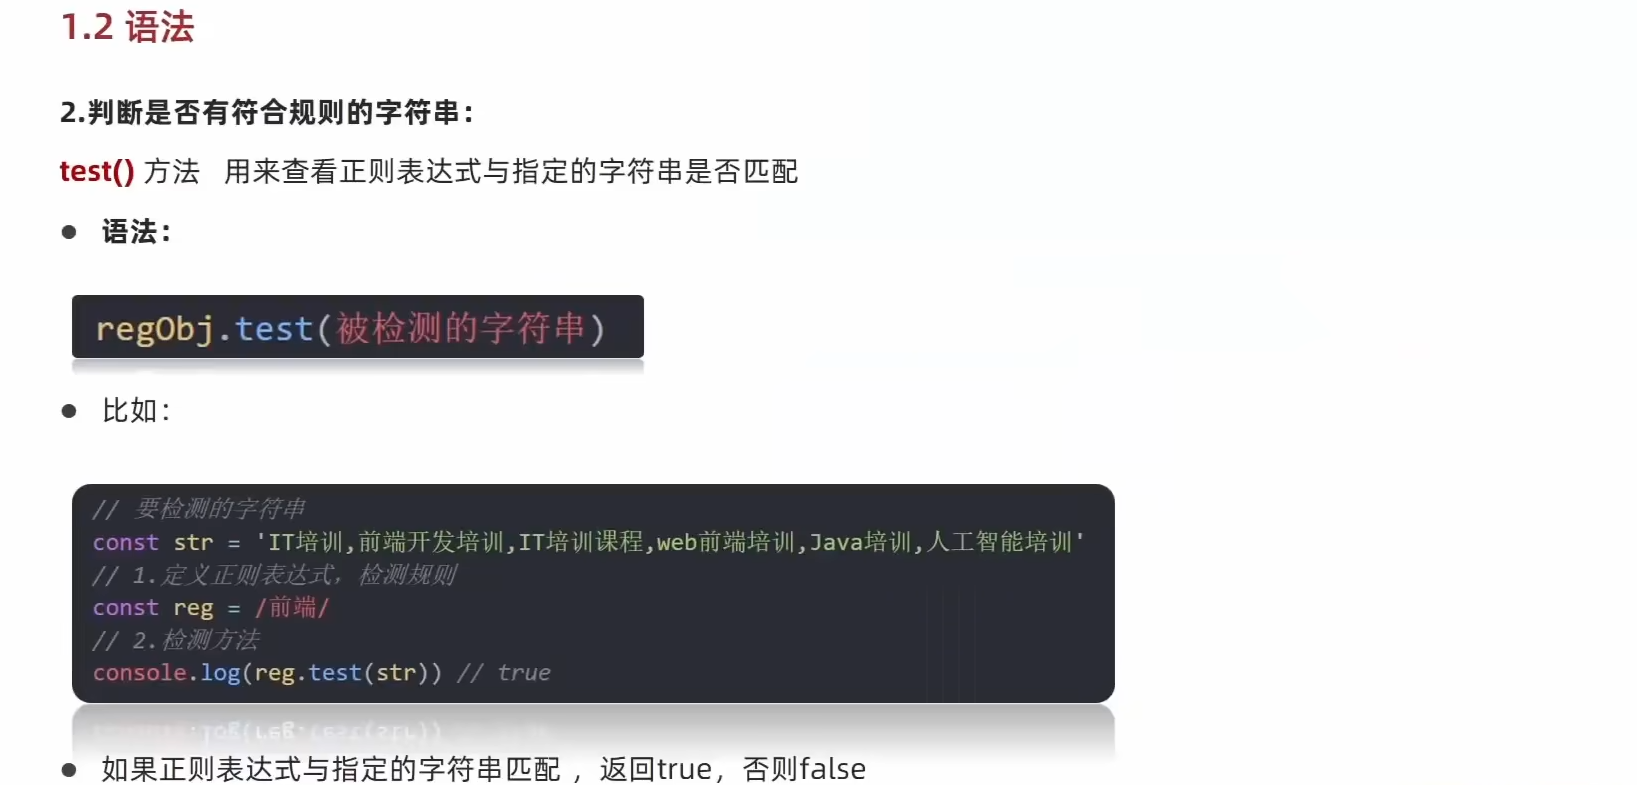 1.2 语法
2.判断是否有符合规则的字符串：
test() 方法 用来查看正则表达式与指定的字符串是否匹配
● 语法：
regObj.test(被检测的字符串)
● 比如：
// 要检测的字符串
const str = 'IT培训,前端开发培训,IT培训课程,web前端培训,Java培训,人工智能培训'
// 1.定义正则表达式，检测规则
const reg = /前端/
// 2.检测方法
console.log(reg.test(str)) // true
● 如果正则表达式与指定的字符串匹配 ，返回true，否则false